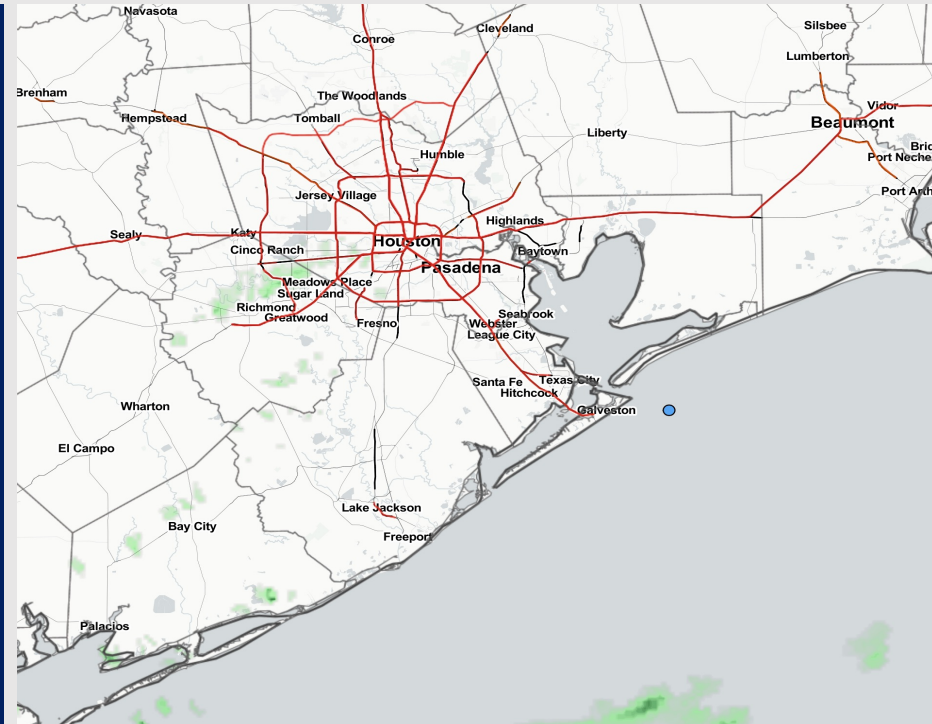 Navasota
Silsbee
Cleveland
Conroe
Lumberton
Brenham
The Woodlands
Vidor
Hempstead
Tomball
Beaumont
Liberty
Humble
Port Neche
Port Arth
Jersey Village
Highlands
Sealy
Katy
Houston
Cinco Ranch
Baytown
Pasadena
Meadows Place
Sugar Land
Richmond
Greatwood
Fresno
Seabrook
Webster
League City
Santa Fe
Texas City
Hitchcock
Wharton
Galveston
El Campo
Lake Jackson
Bay City
Freeport
Palacios